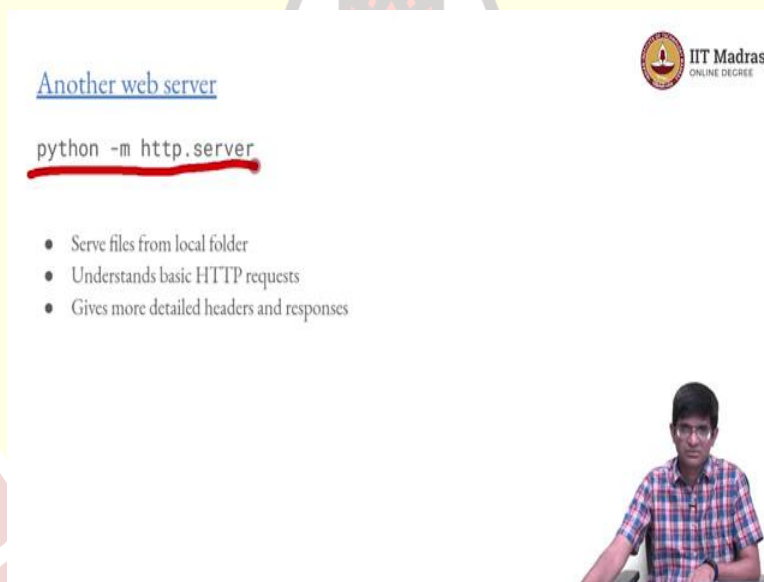 IIT Madras
ONLINE DEGREE
Another web server
python -m http.server
Serve files from local folder
Understands basic HTTP requests
Gives more detailed headers and responses